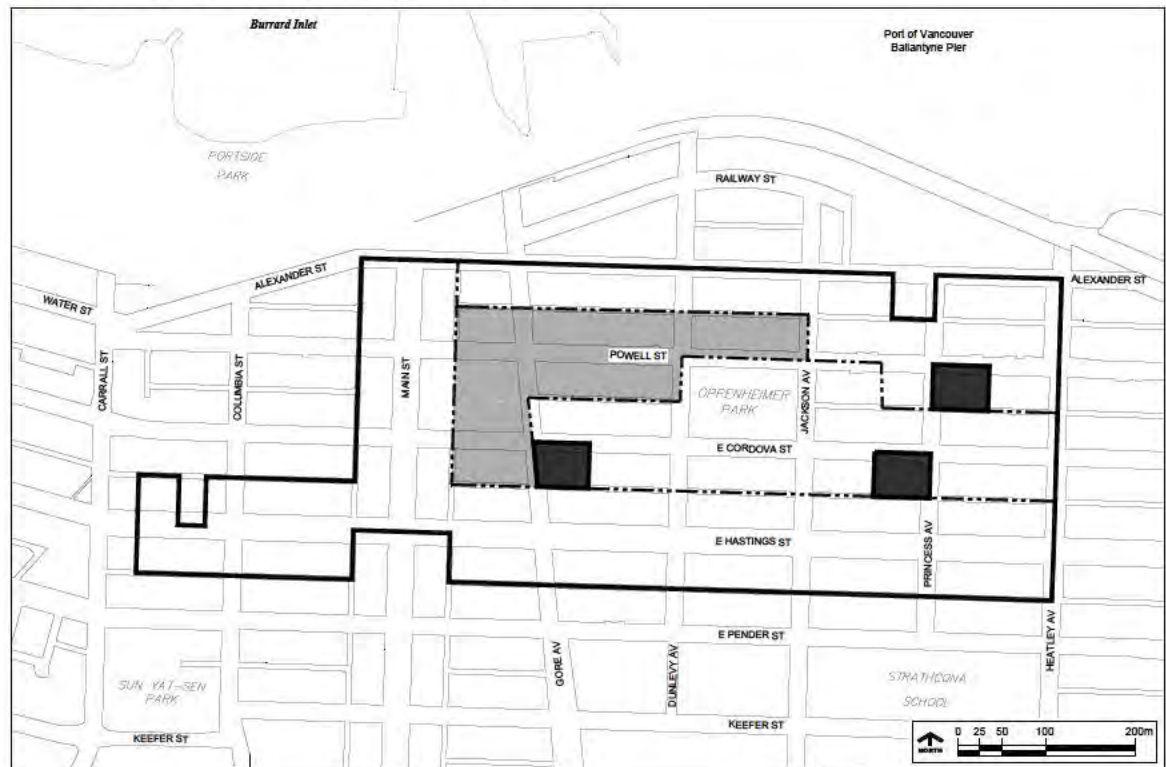 Burrard Inlet
Port of Vancouver
Ballantyne Pier
PORTSIDE
PARK
RAILWAY ST
ALEXANDER ST
ALEXANDER ST
WATER ST
CARRALL ST
COLUMBIA ST
MAIN ST
POWELL ST
OPPENHEIMER
PARK
JACKSON AV
E CORDOVA ST
E HASTINGS ST
PRINCESS AV
E PENDER ST
GORE AV
DUNLEVY AV
HEATLEY AV
SUN YAT-SEN
PARK
STRATHCONA
SCHOOL
KEEFER ST
KEEFER ST
NORTH
0 25 50 100 200m